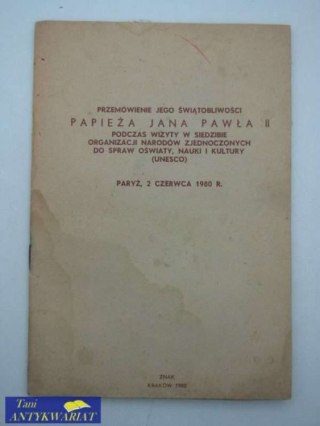 PRZEMÓWIENIE JEGO ŚWIĄTOBLIWOŚCI
PAPIEŻA JANA PAWŁA II
PODCZAS WIZYTY W SIEDZIBIE
ORGANIZACJI NARODÓW ZJEDNOCZONYCH
DO SPRAW OŚWIATY, NAUKI I KULTURY
(UNESCO)
PARYŻ, 2 CZERWCA 1980 R.
ZNAK
KRAKÓW 1980
Tani
ANTYKWARIAT